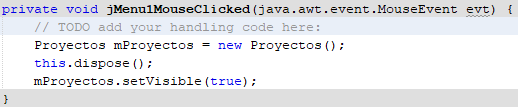 private void jMenu1MouseClicked(java.awt.event.MouseEvent evt) {
// TODO add your handling code here:
Proyectos mProyectos = new Proyectos();
this.dispose();
mProyectos.setVisible(true);
}